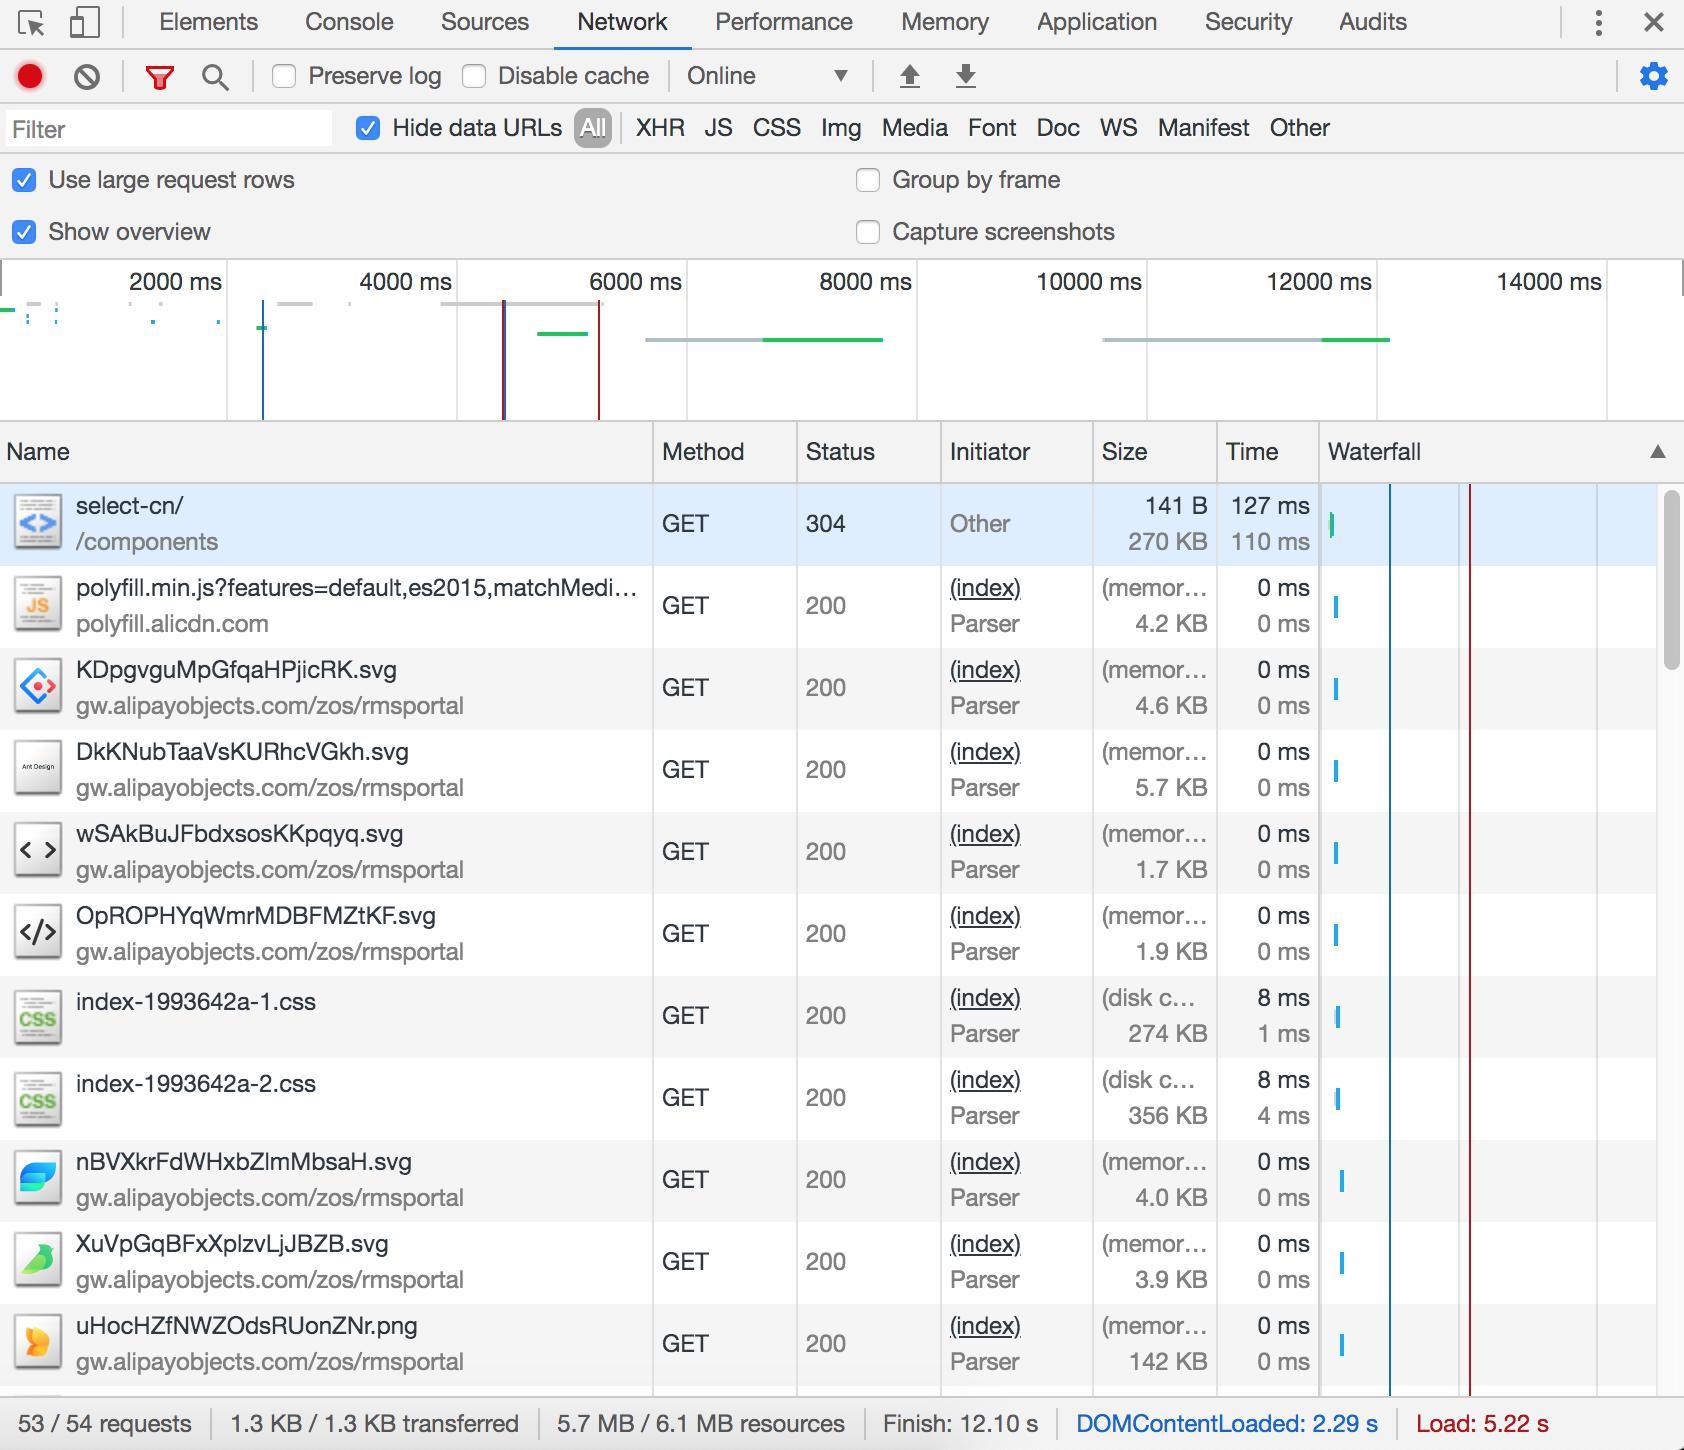 Elements Console Sources Network Performance Memory Application Security Audits
Preserve log Disable cache Online
Filter Hide data URLs All XHR JS CSS Img Media Font Doc WS Manifest Other
Use large request rows Group by frame
Show overview Capture screenshots
2000 ms 4000 ms 6000 ms 8000 ms 10000 ms 12000 ms 14000 ms
Name Method Status Initiator Size Time Waterfall
select-cn/ 141 B 127 ms
GET 304 Other
/components 270 KB 110 ms
polyfill.min.js?features=default,es2015,matchMedi... (index) (memor... 0 ms
JS GET 200
polyfill.alicdn.com Parser 4.2 KB 0 ms
KDpgvguMpGfqaHPjicRK.svg (index) (memor... 0 ms
GET 200
gw.alipayobjects.com/zos/rmsportal Parser 4.6 KB 0 ms
DkKNubTaaVsKURhcVGkh.svg (index) (memor... 0 ms
Ant Design GET 200
gw.alipayobjects.com/zos/rmsportal Parser 5.7 KB 0 ms
wSAkBuJFbdxsosKKpqyq.svg (index) (memor... 0 ms
GET 200
gw.alipayobjects.com/zos/rmsportal Parser 1.7 KB 0 ms
OpROPHYqWmrMDBFMZtKF.svg (index) (memor... 0 ms
GET 200
gw.alipayobjects.com/zos/rmsportal Parser 1.9 KB 0 ms
index-1993642a-1.css (index) (disk c... 8 ms
CSS GET 200
Parser 274 KB 1 ms
index-1993642a-2.css (index) (disk c... 8 ms
CSS GET 200
Parser 356 KB 4 ms
nBVXkrFdWHxbZlmMbsaH.svg (index) (memor... 0 ms
GET 200
gw.alipayobjects.com/zos/rmsportal Parser 4.0 KB 0 ms
XuVpGqBFxXplzvLjJBZB.svg (index) (memor... 0 ms
GET 200
gw.alipayobjects.com/zos/rmsportal Parser 3.9 KB 0 ms
uHocHZfNWZOdsRUonZNr.png (index) (memor... 0 ms
GET 200
gw.alipayobjects.com/zos/rmsportal Parser 142 KB 0 ms
53 / 54 requests 1.3 KB / 1.3 KB transferred 5.7 MB / 6.1 MB resources Finish: 12.10 s DOMContentLoaded: 2.29 s Load: 5.22 s